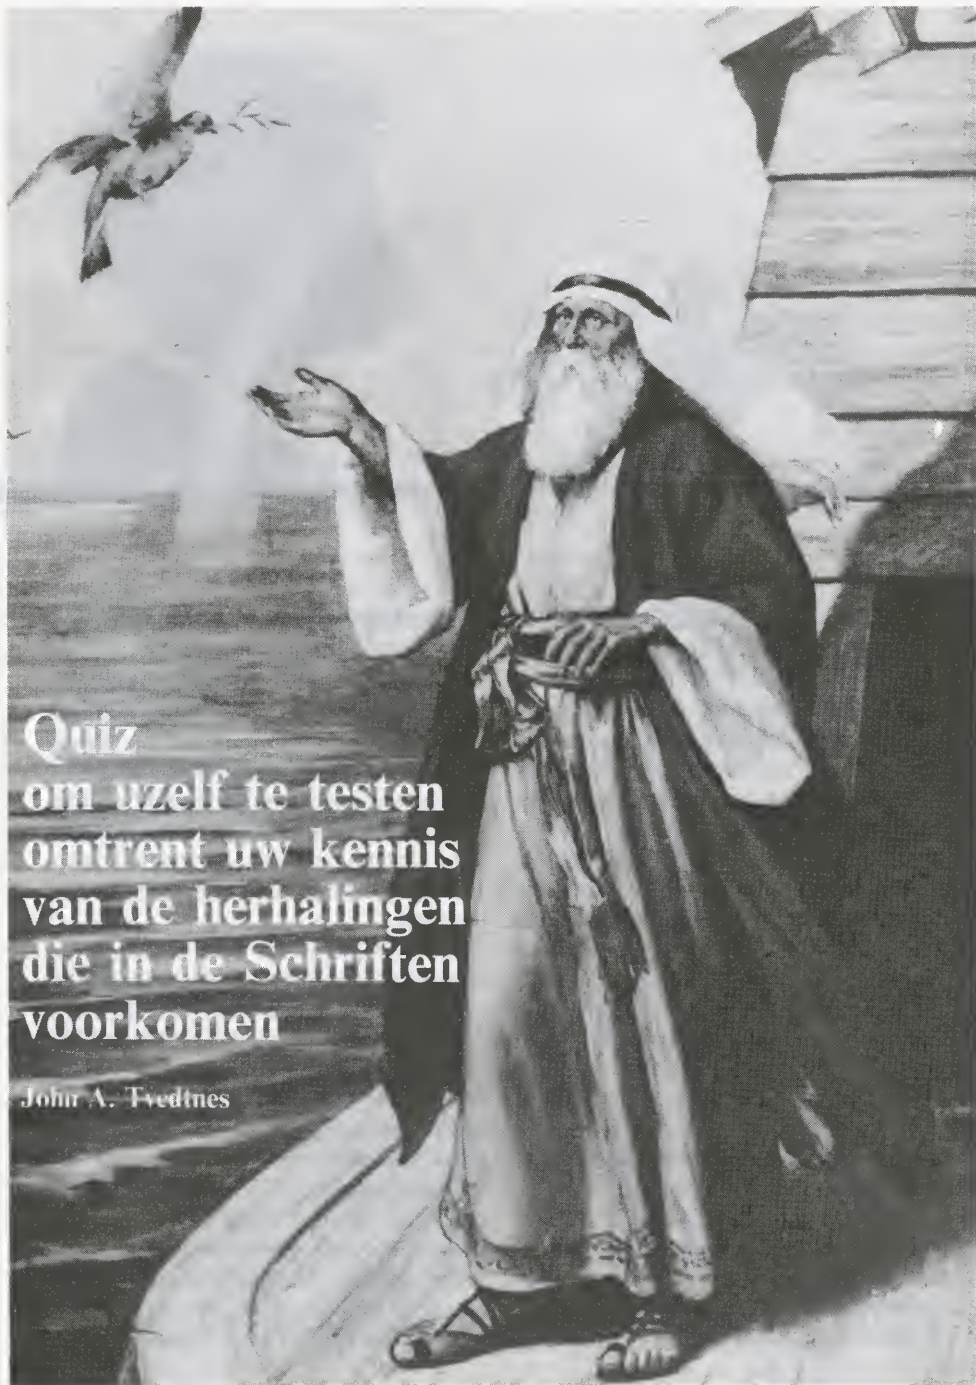 Quiz
om uzelf te testen
omtrent uw kennis
van de herhalingen
die in de Schriften
voorkomen
John A. Tvedtnes